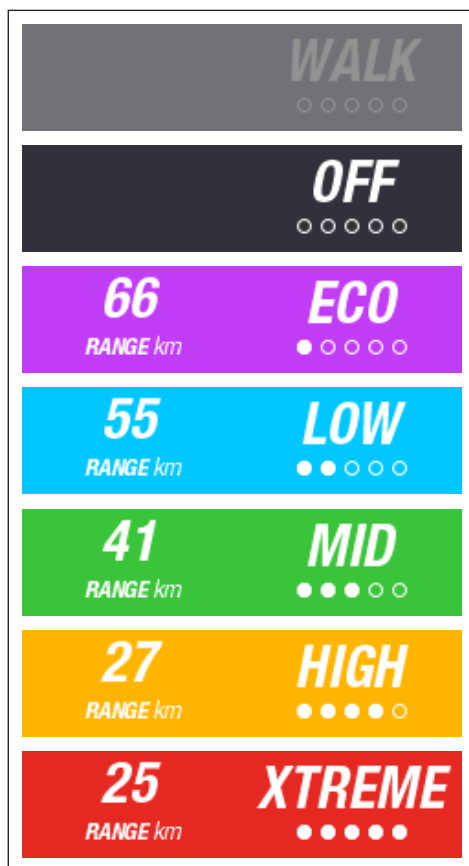 WALK
OFF
66 ECO
RANGE km
55 LOW
RANGE km
41 MID
RANGE km
27 HIGH
RANGE km
25 XTREME
RANGE km